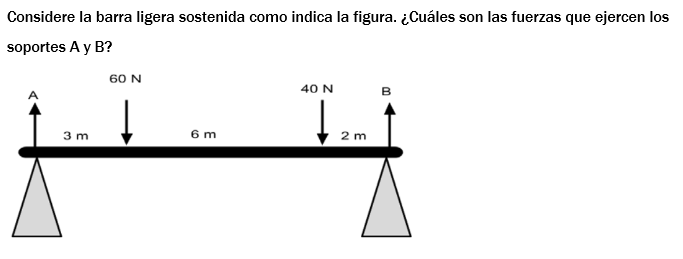 Considere la barra ligera sostenida como indica la figura. ¿Cuáles son las fuerzas que ejercen los
soportes A y B?
60 N
40 N
A
B
3 m
6 m
2 m